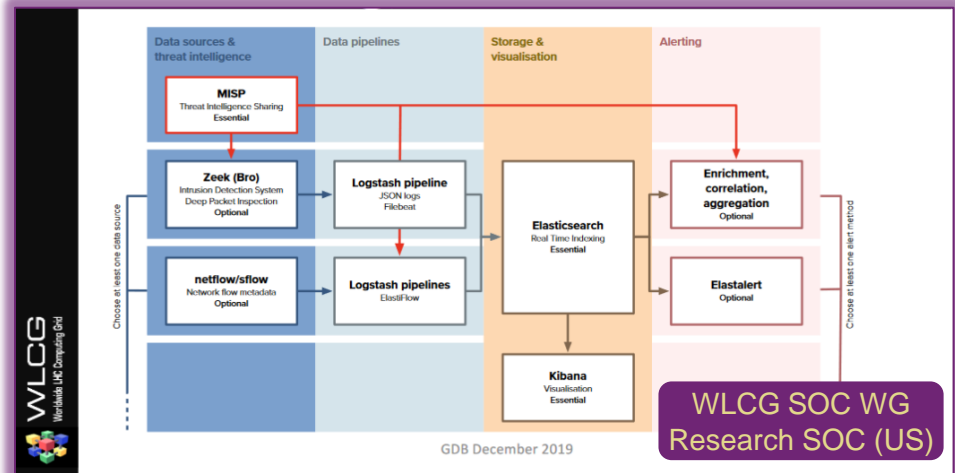 WLCG
Worldwide LHC Computing Grid
Data sources &
threat intelligence
Data pipelines
Storage &
visualisation
Alerting
MISP
Threat Intelligence Sharing
Essential
Choose at least one data source
Zeek (Bro)
Intrusion Detection System
Deep Packet Inspection
Optional
Logstash pipeline
JSON logs
Filebeat
Elasticsearch
Real Time Indexing
Essential
Enrichment,
correlation,
aggregation
Optional
Choose at least one alert method
netflow/sflow
Network flow metadata
Optional
Logstash pipelines
ElastiFlow
Elastalert
Optional
Kibana
Visualisation
Essential
WLCG SOC WG
Research SOC (US)
GDB December 2019